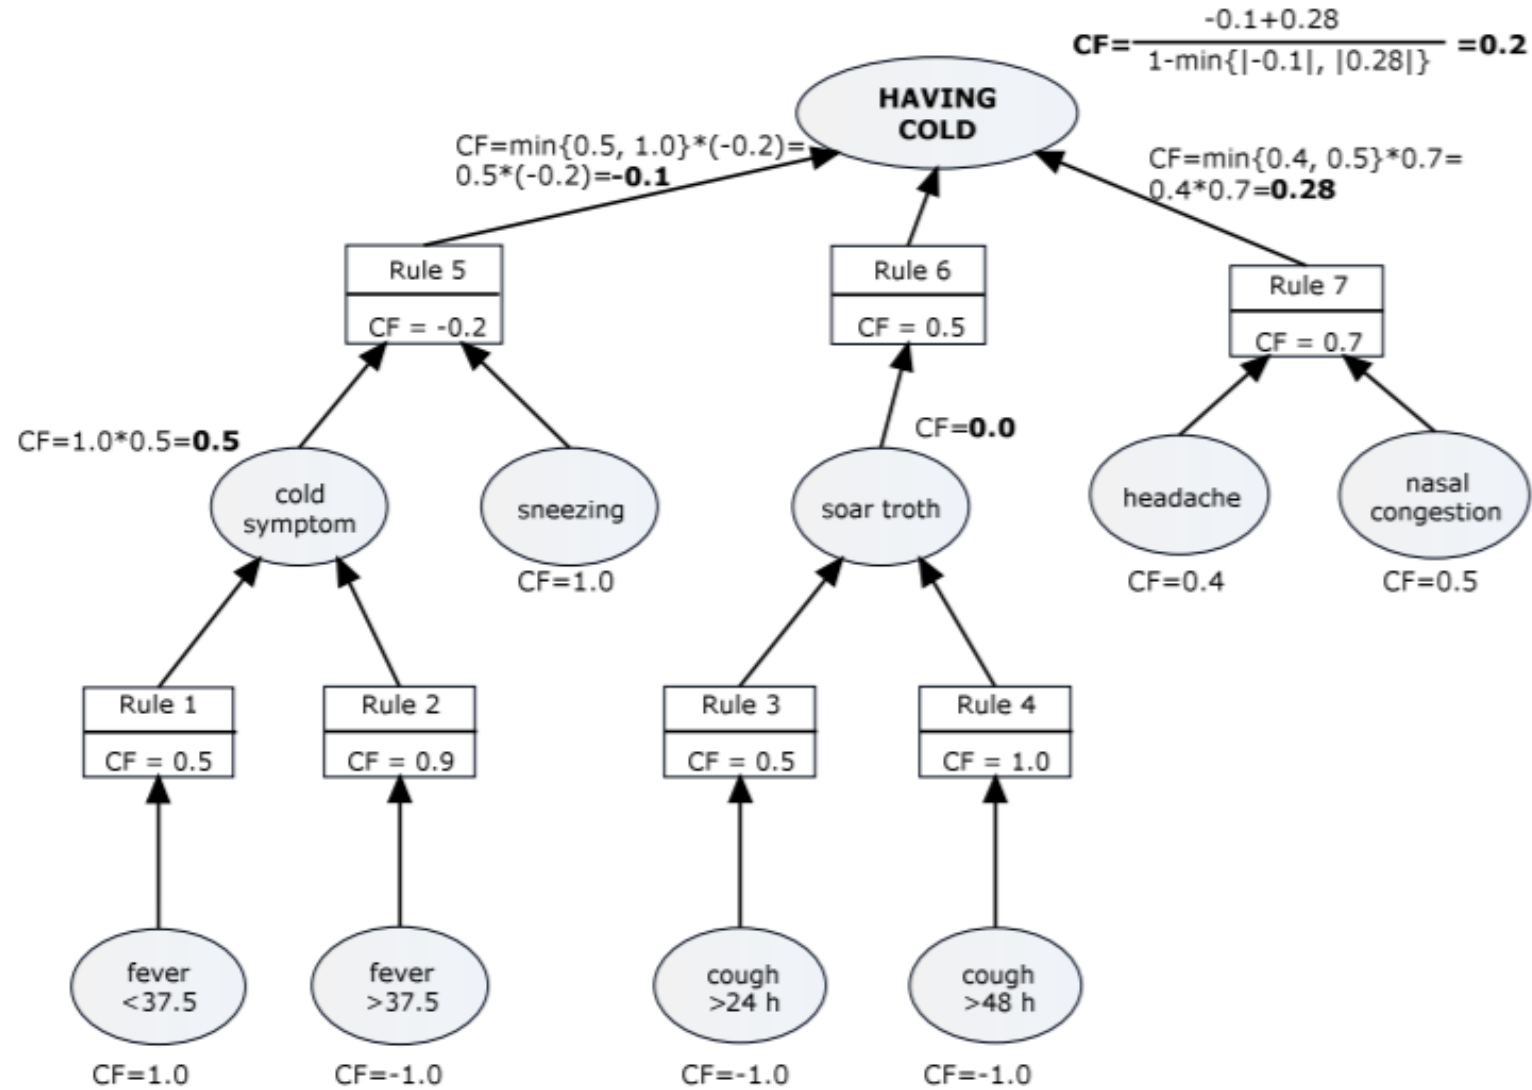 -0.1+0.28
CF= =0.2
1-min{|-0.1|, |0.28|}
HAVING
COLD
CF=min{0.5, 1.0}*(-0.2)=
0.5*(-0.2)=-0.1
CF=min{0.4, 0.5}*0.7=
0.4*0.7=0.28
Rule 5
CF = -0.2
Rule 6
CF = 0.5
Rule 7
CF = 0.7
CF=1.0*0.5=0.5
CF=0.0
cold
symptom
sneezing
soar troth
headache
nasal
congestion
CF=1.0
CF=0.4
CF=0.5
Rule 1
CF = 0.5
Rule 2
CF = 0.9
Rule 3
CF = 0.5
Rule 4
CF = 1.0
fever
<37.5
fever
>37.5
cough
>24 h
cough
>48 h
CF=1.0
CF=-1.0
CF=-1.0
CF=-1.0